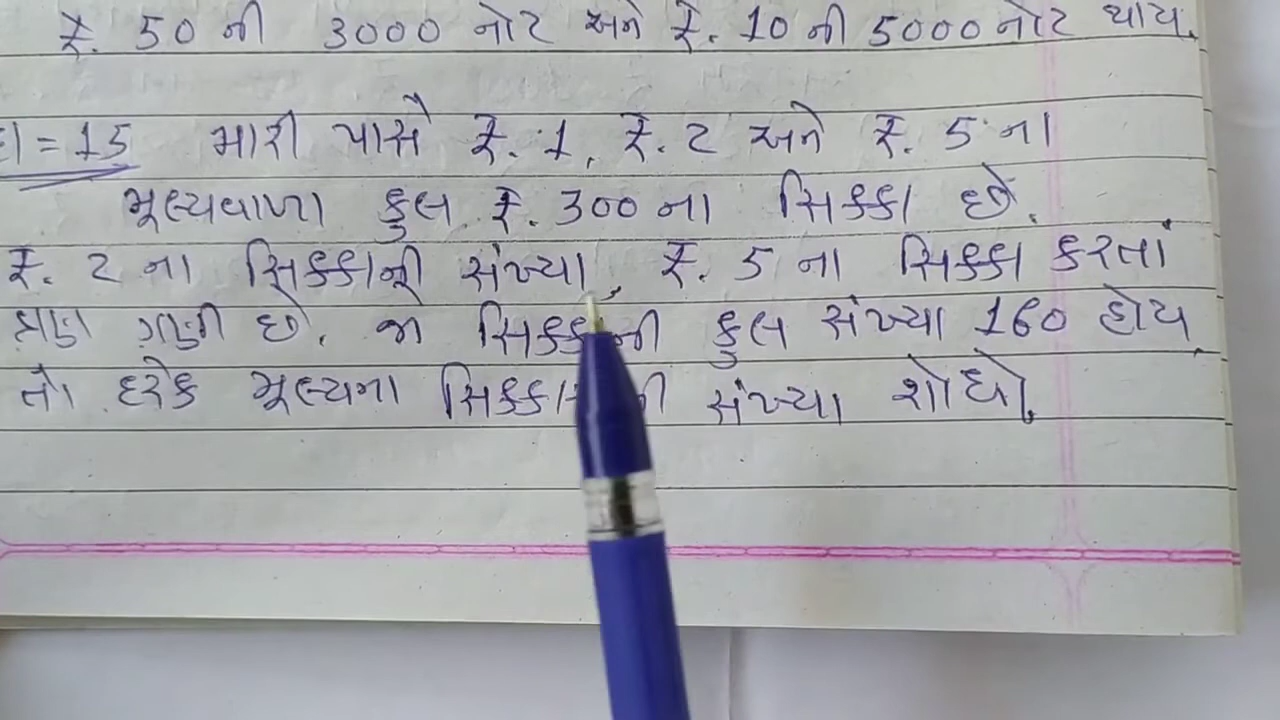 રૂ. 50 ની 3000 નોટ અને રૂ. 10 ની 5000 નોટ થાય.
દા = 15 મારી પાસે રૂ. 1, રૂ. 2 અને રૂ. 5 ના
મૂલ્યવાળા કુલ રૂ. 300 ના સિક્કા છે.
રૂ. 2 ના સિક્કાની સંખ્યા, રૂ. 5 ના સિક્કા કરતાં
ત્રણ ગણી છે. જો સિક્કાની કુલ સંખ્યા 160 હોય,
તો દરેક મૂલ્યના સિક્કાની સંખ્યા શોધો.